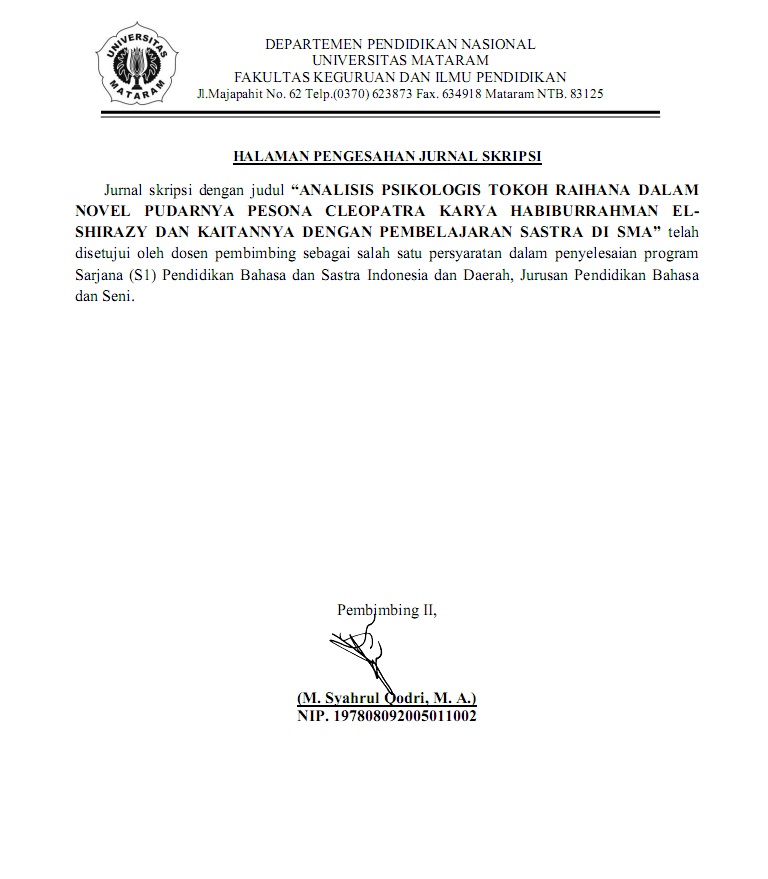 UNIVERSITAS
MATARAM
DEPARTEMEN PENDIDIKAN NASIONAL
UNIVERSITAS MATARAM
FAKULTAS KEGURUAN DAN ILMU PENDIDIKAN
Jl.Majapahit No. 62 Telp.(0370) 623873 Fax. 634918 Mataram NTB. 83125
HALAMAN PENGESAHAN JURNAL SKRIPSI
Jurnal skripsi dengan judul “ANALISIS PSIKOLOGIS TOKOH RAIHANA DALAM
NOVEL PUDARNYA PESONA CLEOPATRA KARYA HABIBURRAHMAN EL-
SHIRAZY DAN KAITANNYA DENGAN PEMBELAJARAN SASTRA DI SMA” telah
disetujui oleh dosen pembimbing sebagai salah satu persyaratan dalam penyelesaian program
Sarjana (S1) Pendidikan Bahasa dan Sastra Indonesia dan Daerah, Jurusan Pendidikan Bahasa
dan Seni.
Pembimbing II,
(M. Syahrul Qodri, M. A.)
NIP. 197808092005011002